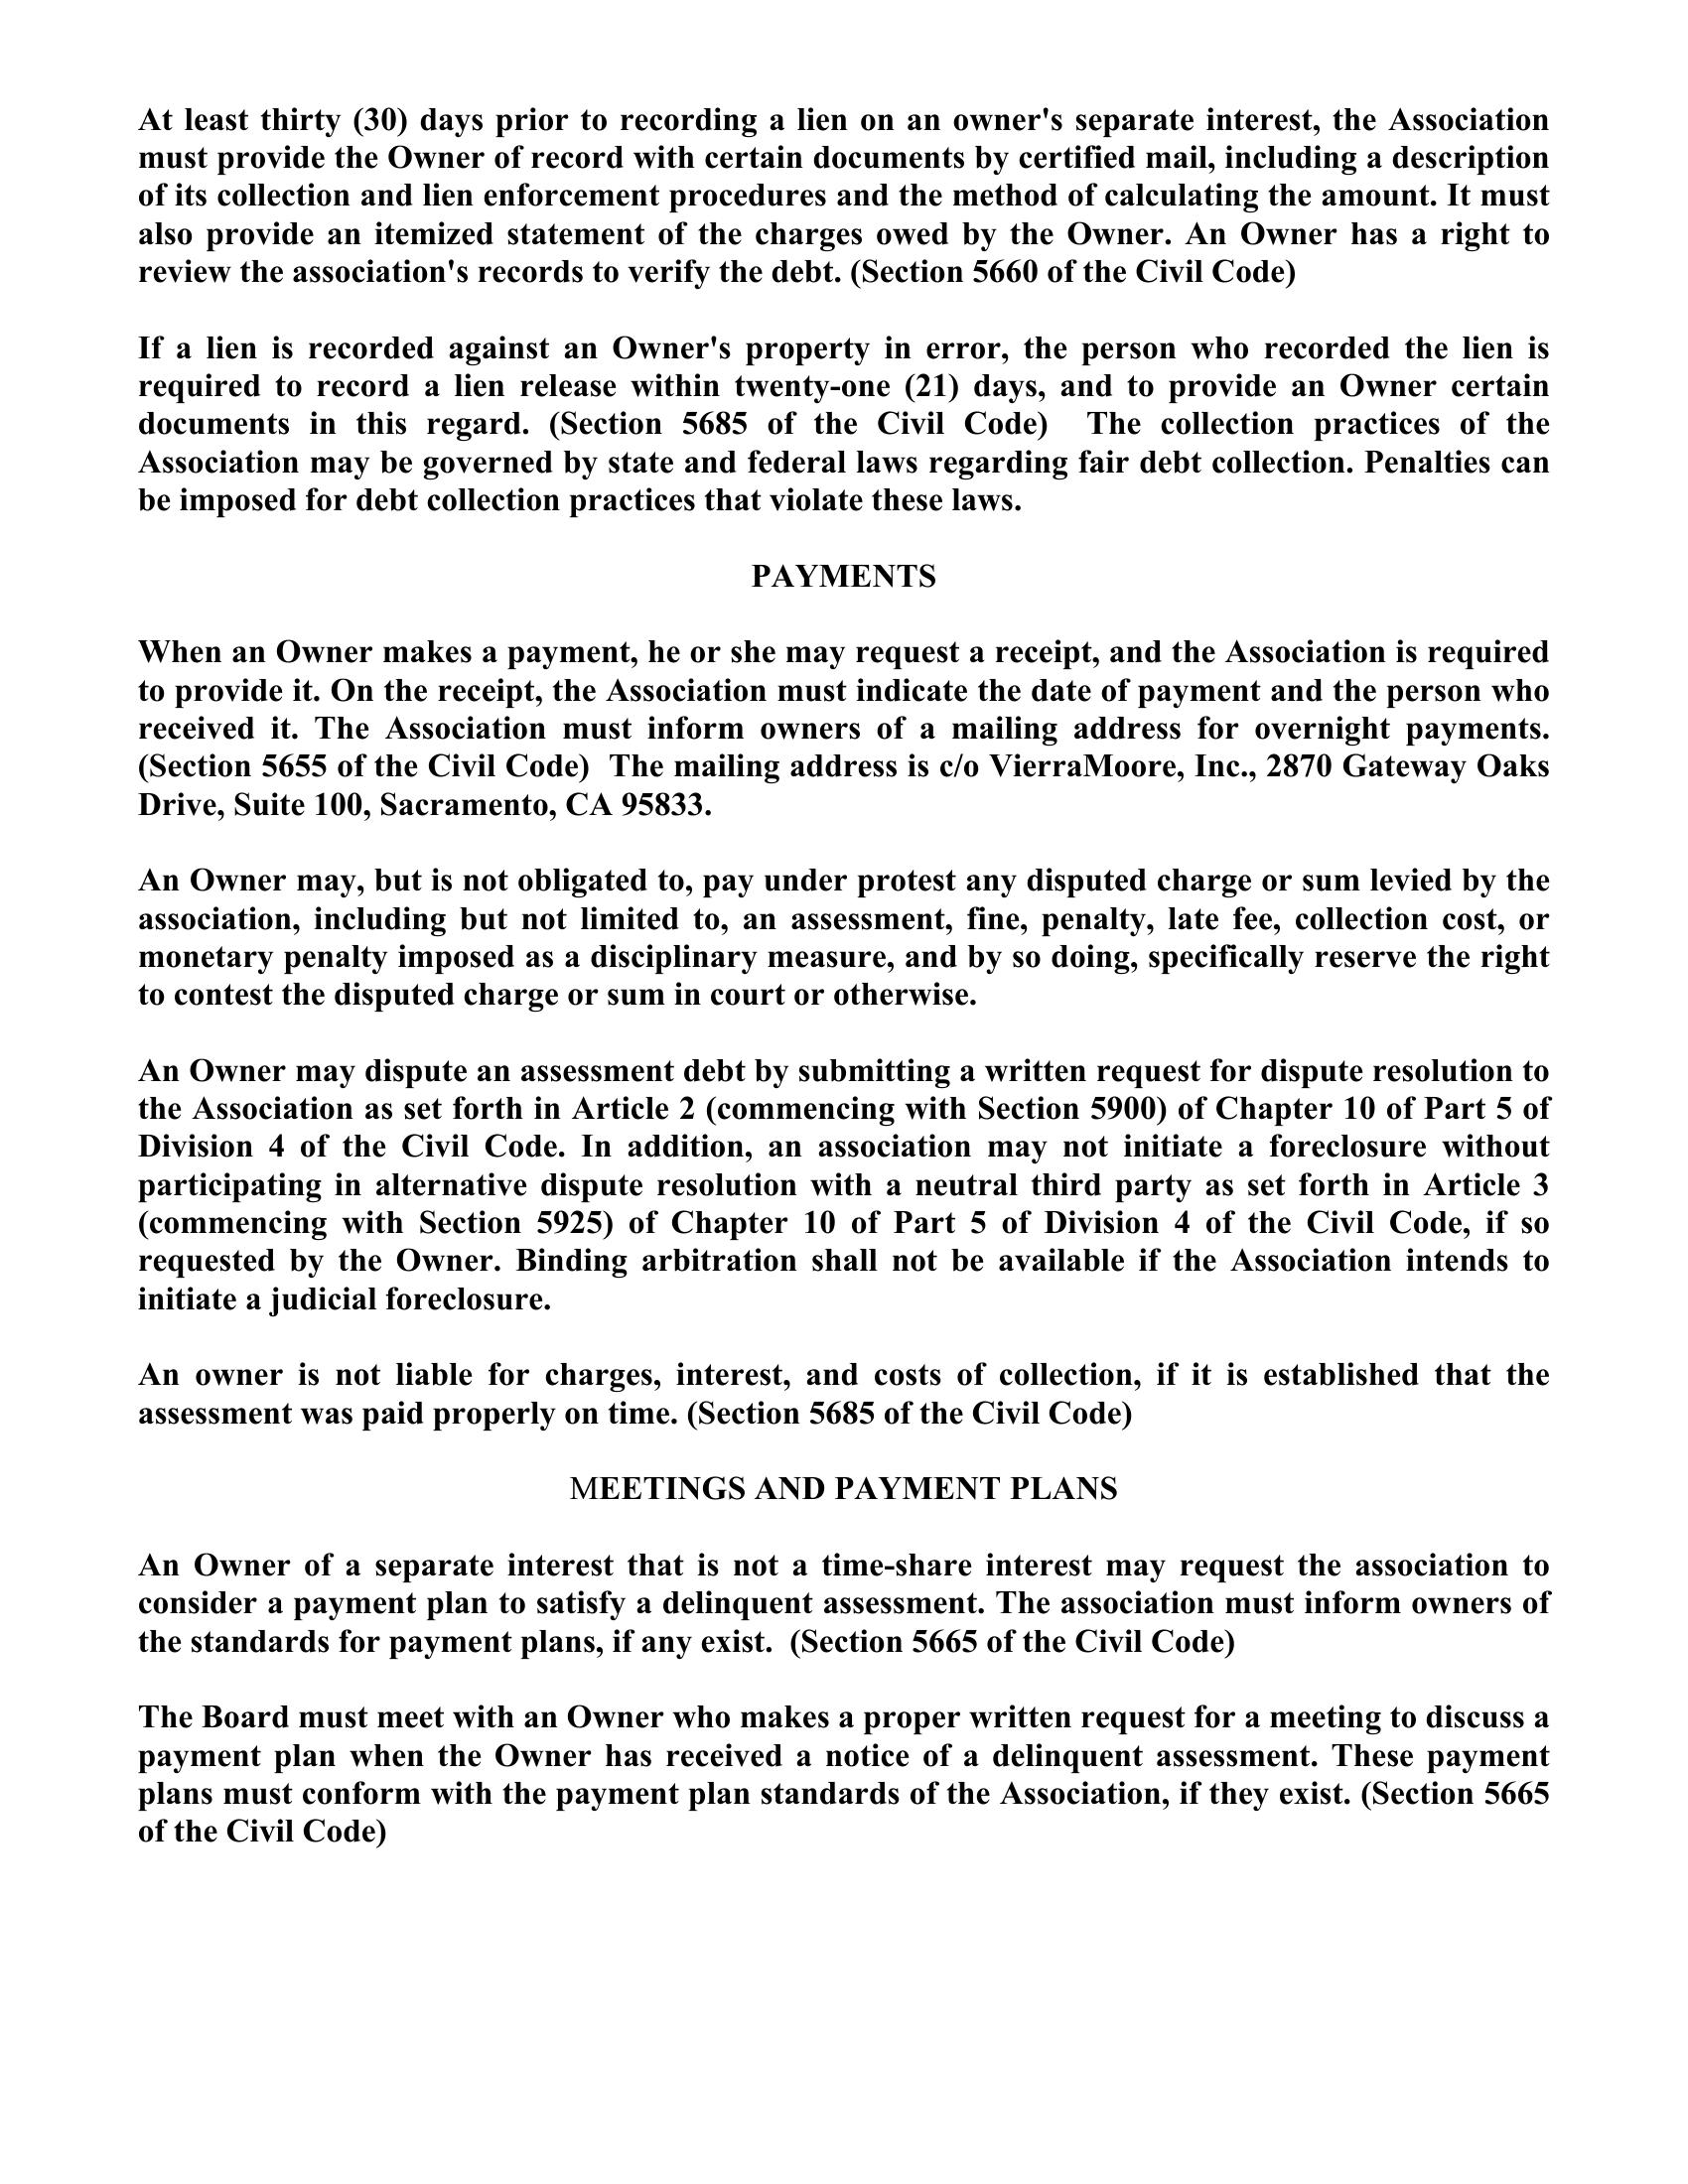 At least thirty (30) days prior to recording a lien on an owner's separate interest, the Association
must provide the Owner of record with certain documents by certified mail, including a description
of its collection and lien enforcement procedures and the method of calculating the amount. It must
also provide an itemized statement of the charges owed by the Owner. An Owner has a right to
review the association's records to verify the debt. (Section 5660 of the Civil Code)
If a lien is recorded against an Owner's property in error, the person who recorded the lien is
required to record a lien release within twenty-one (21) days, and to provide an Owner certain
documents in this regard. (Section 5685 of the Civil Code)  The collection practices of the
Association may be governed by state and federal laws regarding fair debt collection. Penalties can
be imposed for debt collection practices that violate these laws.
PAYMENTS
When an Owner makes a payment, he or she may request a receipt, and the Association is required
to provide it. On the receipt, the Association must indicate the date of payment and the person who
received it. The Association must inform owners of a mailing address for overnight payments.
(Section 5655 of the Civil Code)  The mailing address is c/o VierraMoore, Inc., 2870 Gateway Oaks
Drive, Suite 100, Sacramento, CA 95833.
An Owner may, but is not obligated to, pay under protest any disputed charge or sum levied by the
association, including but not limited to, an assessment, fine, penalty, late fee, collection cost, or
monetary penalty imposed as a disciplinary measure, and by so doing, specifically reserve the right
to contest the disputed charge or sum in court or otherwise.
An Owner may dispute an assessment debt by submitting a written request for dispute resolution to
the Association as set forth in Article 2 (commencing with Section 5900) of Chapter 10 of Part 5 of
Division 4 of the Civil Code. In addition, an association may not initiate a foreclosure without
participating in alternative dispute resolution with a neutral third party as set forth in Article 3
(commencing with Section 5925) of Chapter 10 of Part 5 of Division 4 of the Civil Code, if so
requested by the Owner. Binding arbitration shall not be available if the Association intends to
initiate a judicial foreclosure.
An owner is not liable for charges, interest, and costs of collection, if it is established that the
assessment was paid properly on time. (Section 5685 of the Civil Code)
MEETINGS AND PAYMENT PLANS
An Owner of a separate interest that is not a time-share interest may request the association to
consider a payment plan to satisfy a delinquent assessment. The association must inform owners of
the standards for payment plans, if any exist.  (Section 5665 of the Civil Code)
The Board must meet with an Owner who makes a proper written request for a meeting to discuss a
payment plan when the Owner has received a notice of a delinquent assessment. These payment
plans must conform with the payment plan standards of the Association, if they exist. (Section 5665
of the Civil Code)